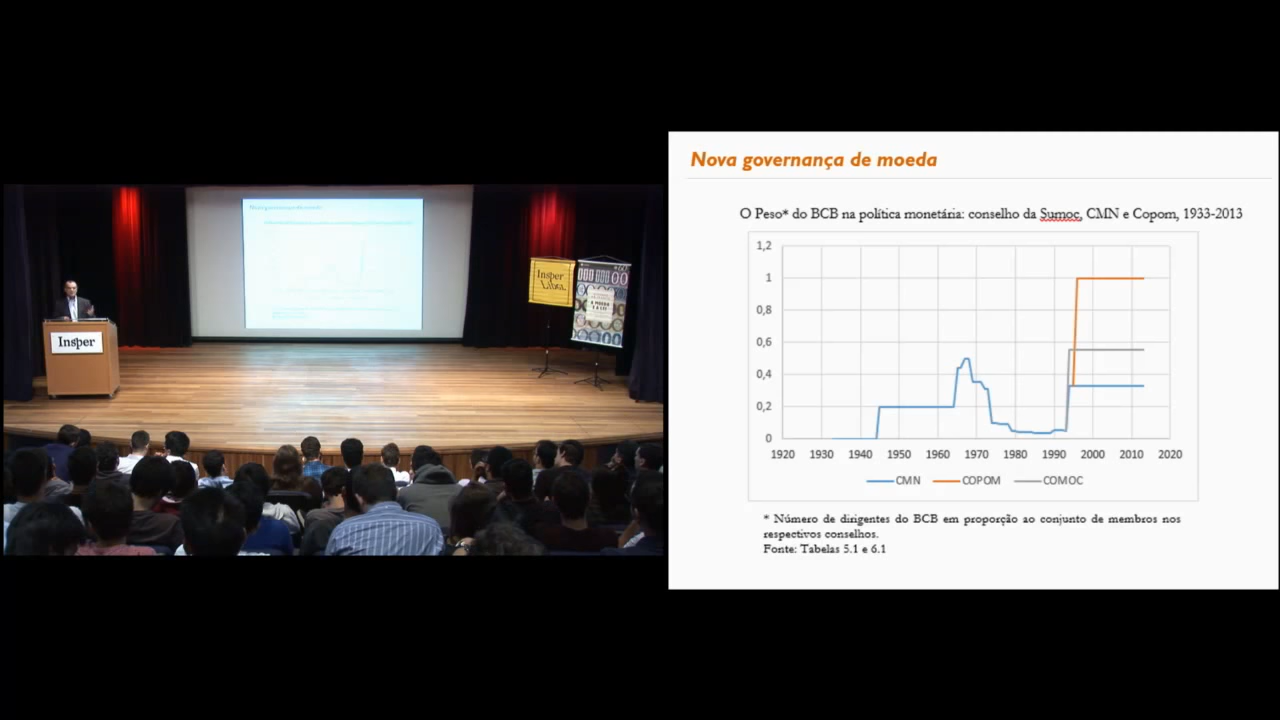 Nova governança de moeda
O Peso* do BCB na política monetária: conselho da Sumoc, CMN e Copom, 1933-2013
1,2
1
0,8
0,6
0,4
0,2
0
1920 1930 1940 1950 1960 1970 1980 1990 2000 2010 2020
CMN COPOM COMOC
* Número de dirigentes do BCB em proporção ao conjunto de membros nos
respectivos conselhos.
Fonte: Tabelas 5.1 e 6.1
Insper
Insper
A MOEDA
E A LEI